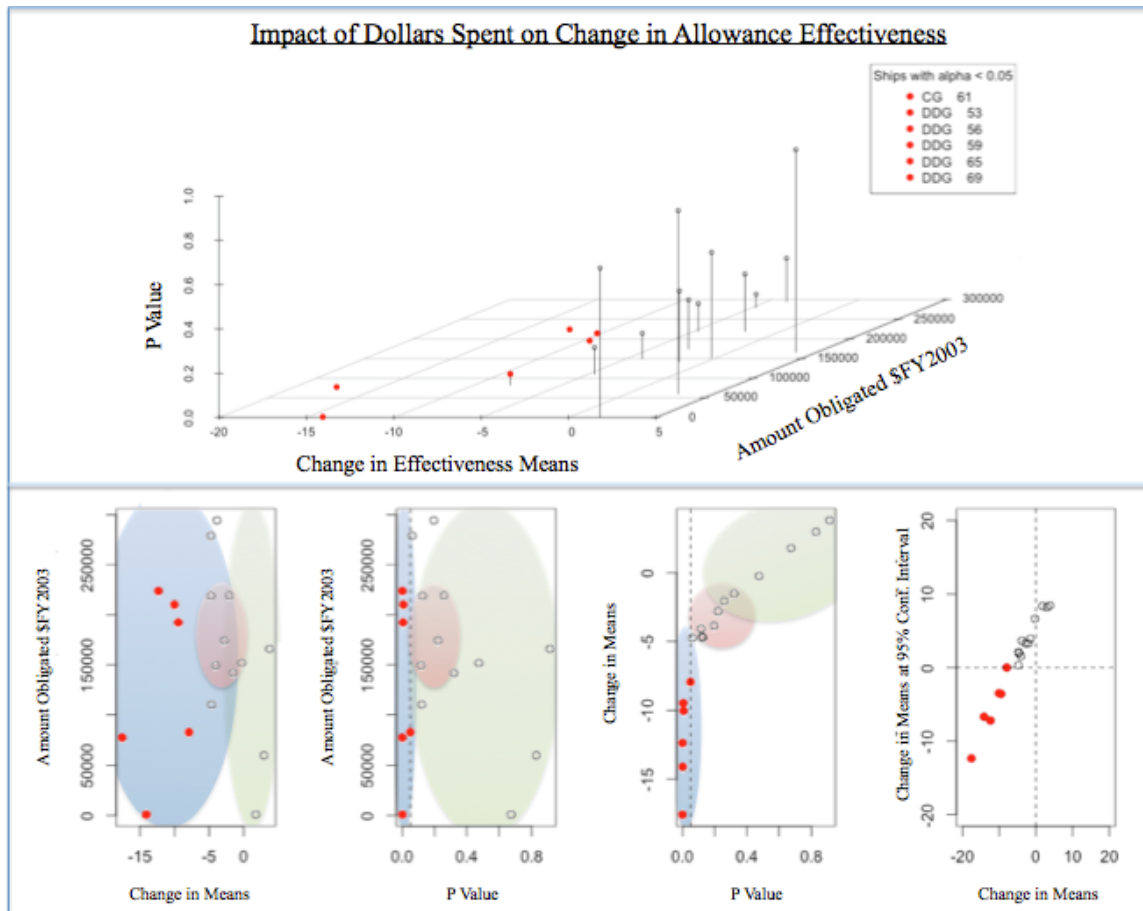 Impact of Dollars Spent on Change in Allowance Effectiveness
Ships with alpha < 0.05
CG 61
DDG 53
DDG 56
DDG 59
DDG 65
DDG 69
P Value
0.0 0.2 0.4 0.6 0.8 1.0
-20 -15 -10 -5 0 5
Change in Effectiveness Means
0 50000 100000 150000 200000 250000 300000
Amount Obligated $FY2003
Amount Obligated $FY2003
0 50000 150000 250000
-15 -5 0
Change in Means
Amount Obligated $FY2003
0 50000 150000 250000
0.0 0.4 0.8
P Value
Change in Means
-15 -10 -5 0
0.0 0.4 0.8
P Value
Change in Means at 95% Conf. Interval
-20 -10 0 10 20
-20 0 10 20
Change in Means